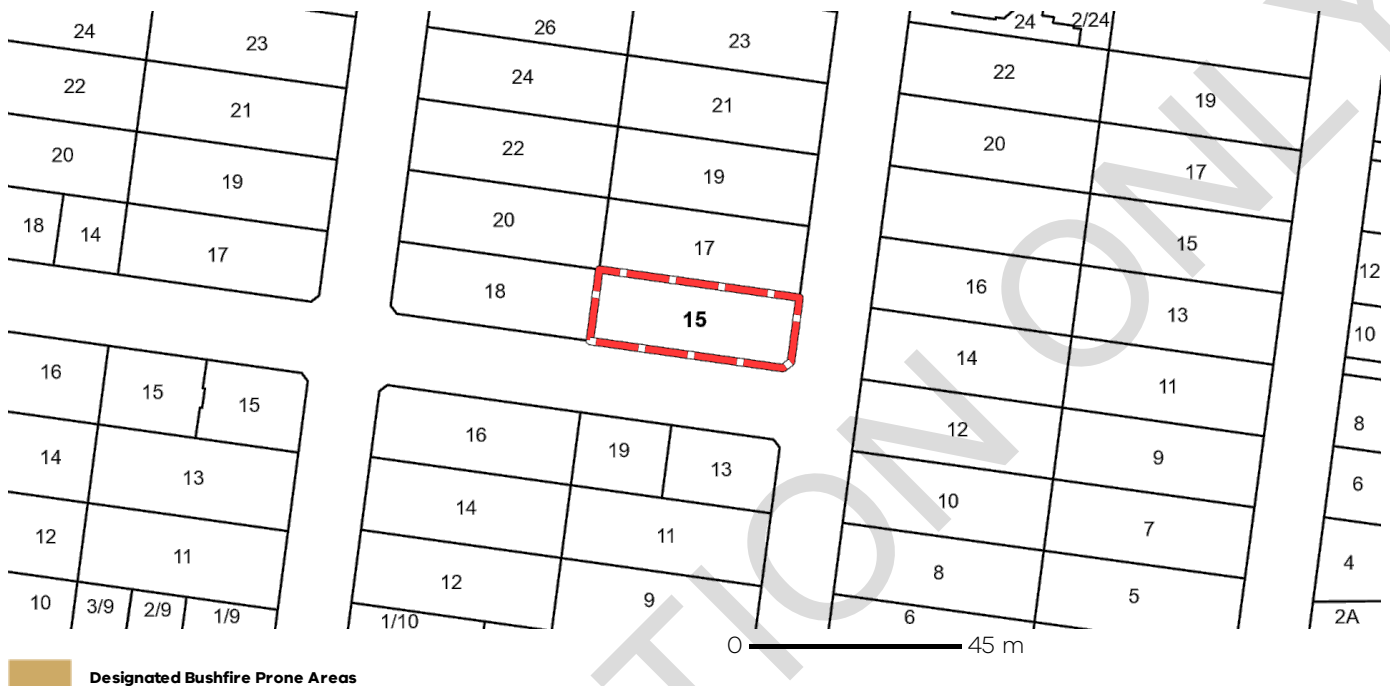 24 2/24
24 23 26 23
22 24 22
21 21 19
20 22 20
19 19 17
18 14 17 20 17 15
18 15 16 12
13
16 15 15 14 10
16 19 13 12 11 8
14 13 9
14 11 10 6
12 11 7
12 9 8 4
10 3/9 2/9 1/9 1/10 6 5 2A
0 45 m
Designated Bushfire Prone Areas
TION ONLY